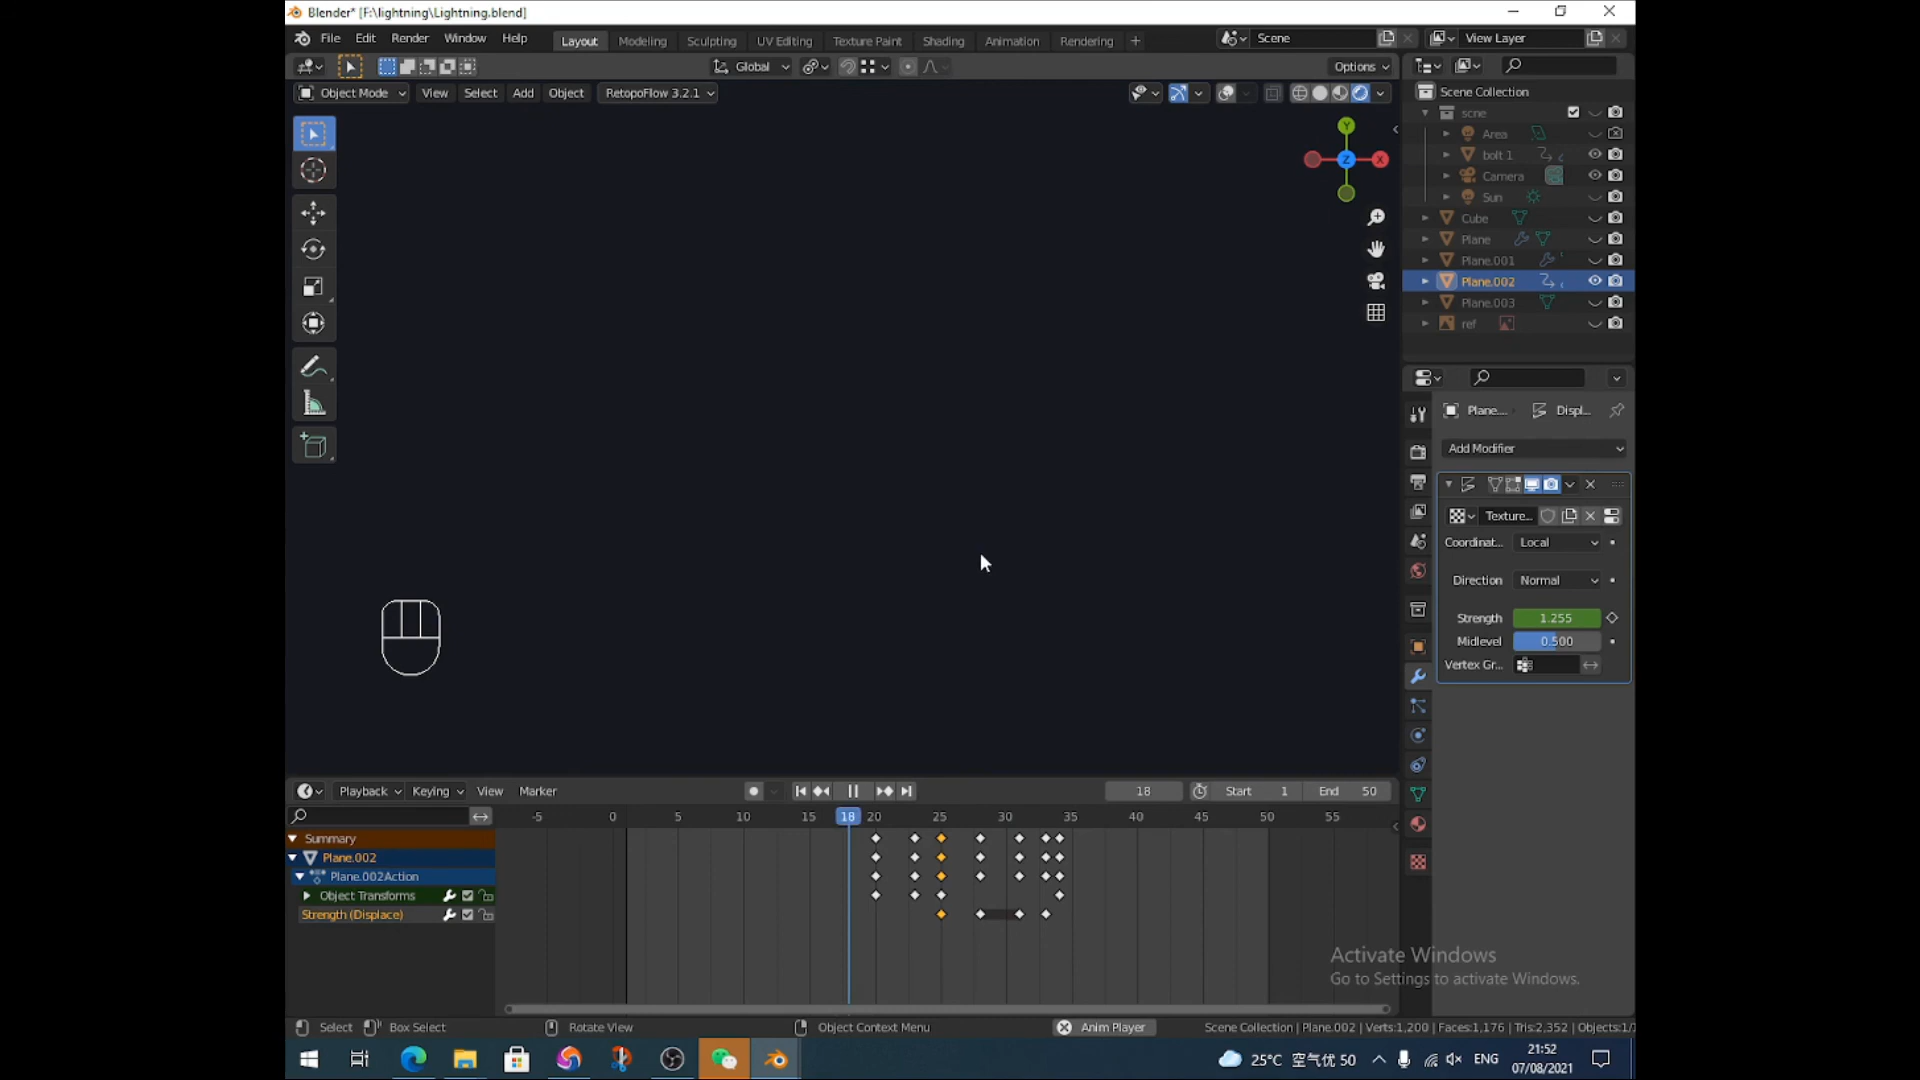 Blender* [F:\lightning\Lightning.blend]
File Edit Render Window Help Layout Modeling Sculpting UV Editing Texture Paint Shading Animation Rendering + Scene View Layer
Global Options
Object Mode View Select Add Object RetopoFlow 3.2.1
Y
X
Z
Scene Collection
scne
Area
bolt 1
Camera
Sun
Cube
Plane
Plane.001
Plane.002
Plane.003
ref
Plane... Displ...
Add Modifier
Texture...
Coordinat... Local
Direction Normal
Strength 1.255
Midlevel 0.500
Vertex Gr...
Playback Keying View Marker 18 Start 1 End 50
-5 0 5 10 15 18 20 25 30 35 40 45 50 55
Summary
Plane.002
Plane.002Action
Object Transforms
Strength (Displace)
Activate Windows
Go to Settings to activate Windows.
Select Box Select Rotate View Object Context Menu Anim Player Scene Collection | Plane.002 | Verts:1,200 | Faces:1,176 | Tris:2,352 | Objects:1/
25°C 空气优 50 ENG
21:52
07/08/2021